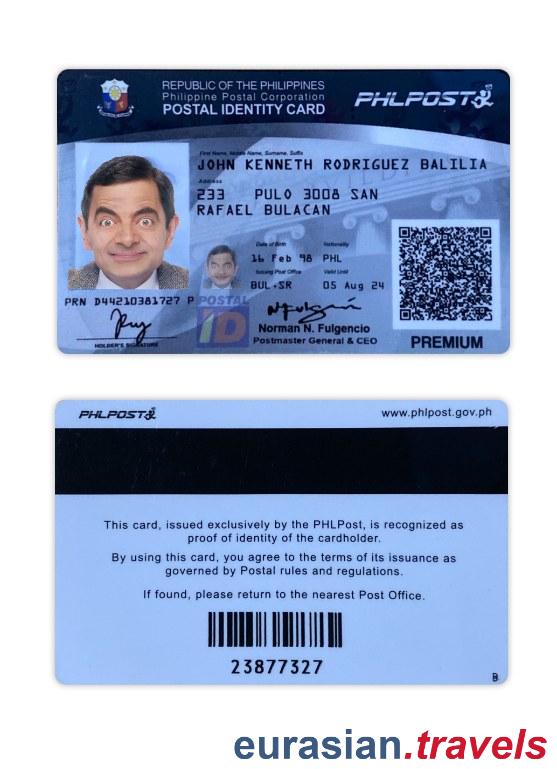 REPUBLIC OF THE PHILIPPINES
Philippine Postal Corporation
POSTAL IDENTITY CARD
PHLPOST
First Name, Middle Name, Surname, Suffix
JOHN KENNETH RODRIGUEZ BALILIA
Address
233 PULO 3008 SAN
RAFAEL BULACAN
Date of Birth Nationality
16 Feb 98 PHL
Issuing Post Office Valid Until
BUL-SR 05 Aug 24
PRN D44210381727 P
POSTAL
iD
HOLDER'S SIGNATURE
Norman N. Fulgencio
Postmaster General & CEO
PREMIUM
PHLPOST www.phlpost.gov.ph
This card, issued exclusively by the PHLPost, is recognized as
proof of identity of the cardholder.
By using this card, you agree to the terms of its issuance as
governed by Postal rules and regulations.
If found, please return to the nearest Post Office.
23877327
B
eurasian.travels